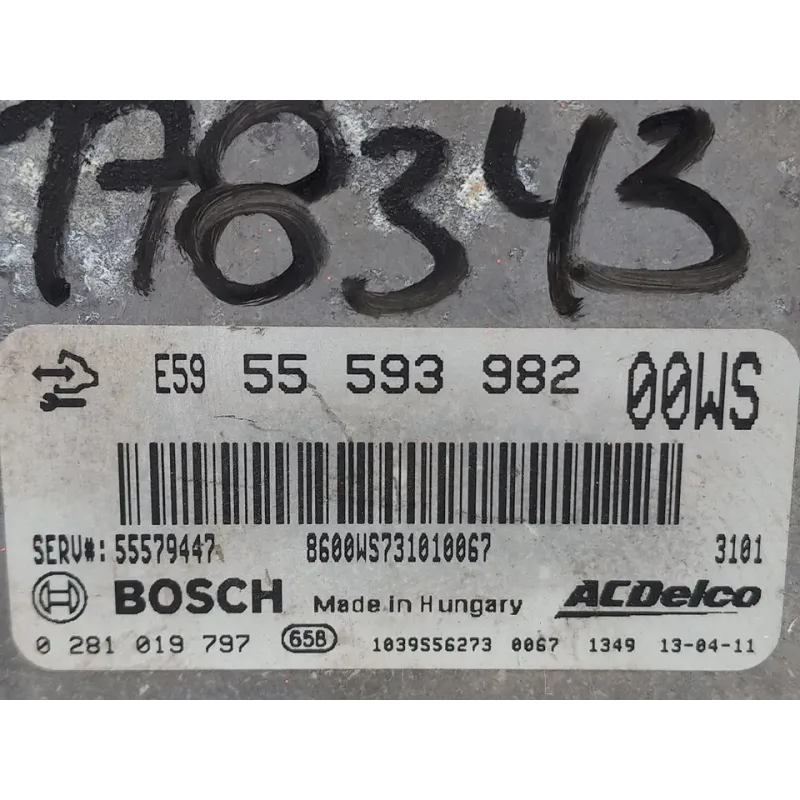 TA8343
E59 55 593 982 00WS
SERV#: 55579447 8600WS731010067 3101
BOSCH Made in Hungary ACDelco
0 281 019 797 658 1039S56273 0067 1349 13-04-11